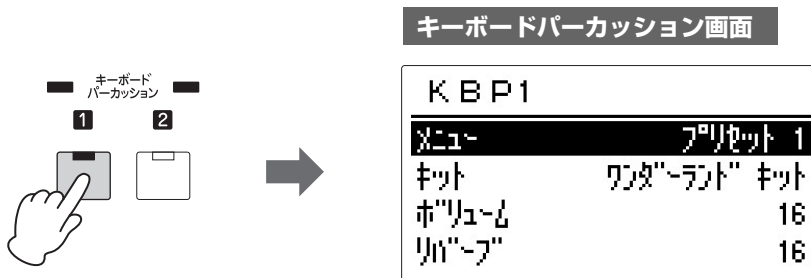 キーボードパーカッション画面
キーボード
パーカッション
1 2
KBP1
メニュー プリセット 1
キット ワンダーランド キット
ボリューム 16
リバーブ 16